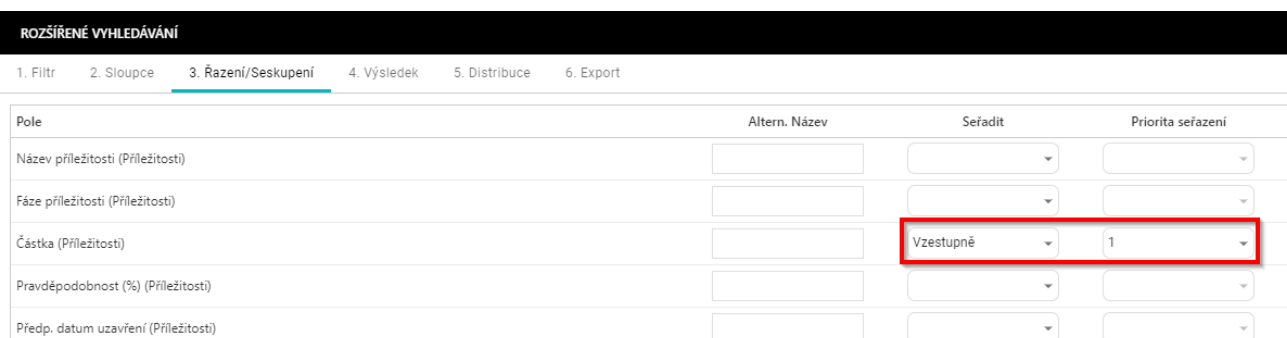 ROZŠÍŘENÉ VYHLEDÁVÁNÍ
1. Filtr 2. Sloupce 3. Řazení/Seskupení 4. Výsledek 5. Distribuce 6. Export
Pole Altern. Název Seřadit Priorita seřazení
Název příležitosti (Příležitosti)
Fáze příležitosti (Příležitosti)
Částka (Příležitosti) Vzestupně 1
Pravděpodobnost (%) (Příležitosti)
Předp. datum uzavření (Příležitosti)